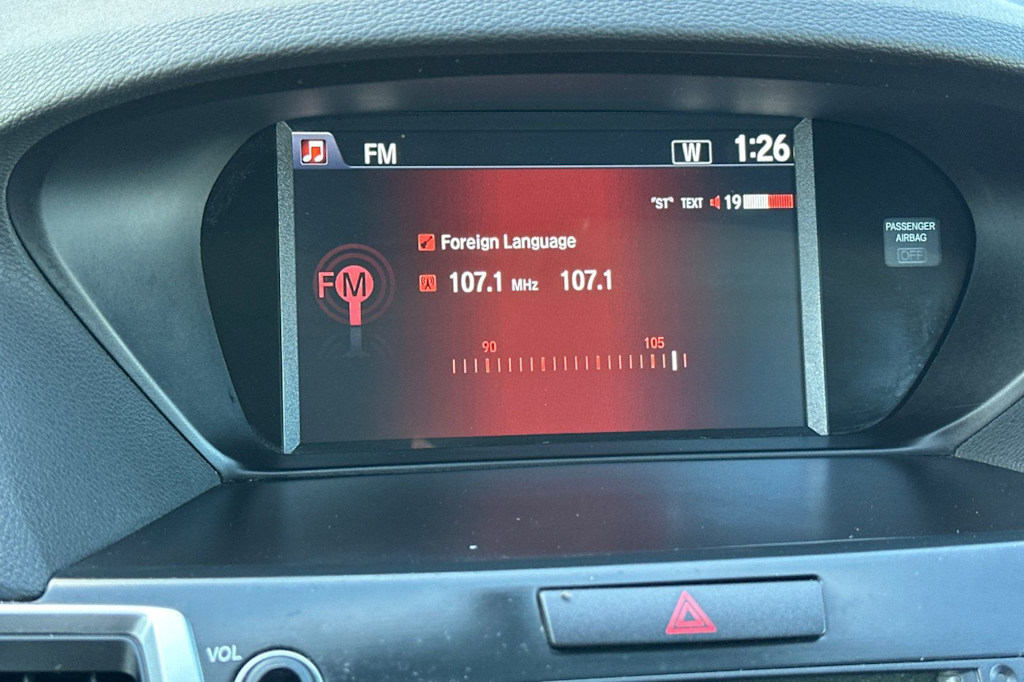 FM W 1:26
"ST" TEXT 19
PASSENGER
AIRBAG
OFF
Foreign Language
FM 107.1 MHz 107.1
90 105
VOL